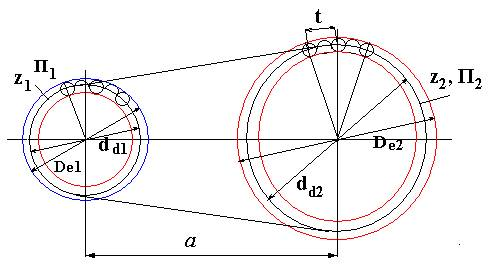 t
z1 П1
z2, П2
De1
dd1
De2
dd2
a